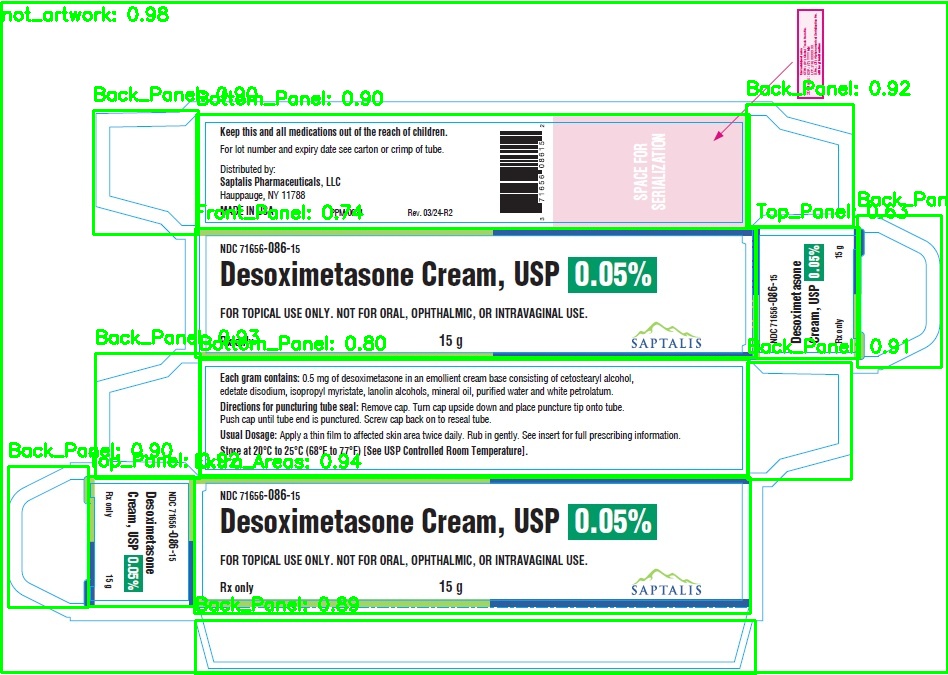 not_artwork: 0.98
Back_Panel: 0.90
Bottom_Panel: 0.90
Back_Panel: 0.92
Keep this and all medications out of the reach of children.
For lot number and expiry date see carton or crimp of tube.
Distributed by:
Saptalis Pharmaceuticals, LLC
Hauppauge, NY 11788
MADE IN USA
Rev. 03/24-R2
SPACE FOR
SERIALIZATION
Front_Panel: 0.74
Top_Panel: 0.63
Back_Pan
NDC 71656-086-15
Desoximetasone Cream, USP 0.05%
FOR TOPICAL USE ONLY. NOT FOR ORAL, OPHTHALMIC, OR INTRAVAGINAL USE.
Rx only 15 g
SAPTALIS
NDC 71656-086-15
Desoximetasone
Cream, USP 0.05%
Rx only 15 g
Back_Panel: 0.93
Bottom_Panel: 0.80
Back_Panel: 0.91
Each gram contains: 0.5 mg of desoximetasone in an emollient cream base consisting of cetostearyl alcohol,
edetate disodium, isopropyl myristate, lanolin alcohols, mineral oil, purified water and white petrolatum.
Directions for puncturing tube seal: Remove cap. Turn cap upside down and place puncture tip onto tube.
Push cap until tube end is punctured. Screw cap back on to reseal tube.
Usual Dosage: Apply a thin film to affected skin area twice daily. Rub in gently. See insert for full prescribing information.
Store at 20°C to 25°C (68°F to 77°F) [See USP Controlled Room Temperature].
Back_Panel: 0.90
Top_Panel: 0.92
Areas: 0.94
NDC 71656-086-15
Desoximetasone
Cream, USP 0.05%
Rx only 15 g
NDC 71656-086-15
Desoximetasone Cream, USP 0.05%
FOR TOPICAL USE ONLY. NOT FOR ORAL, OPHTHALMIC, OR INTRAVAGINAL USE.
Rx only 15 g
SAPTALIS
Back_Panel: 0.89